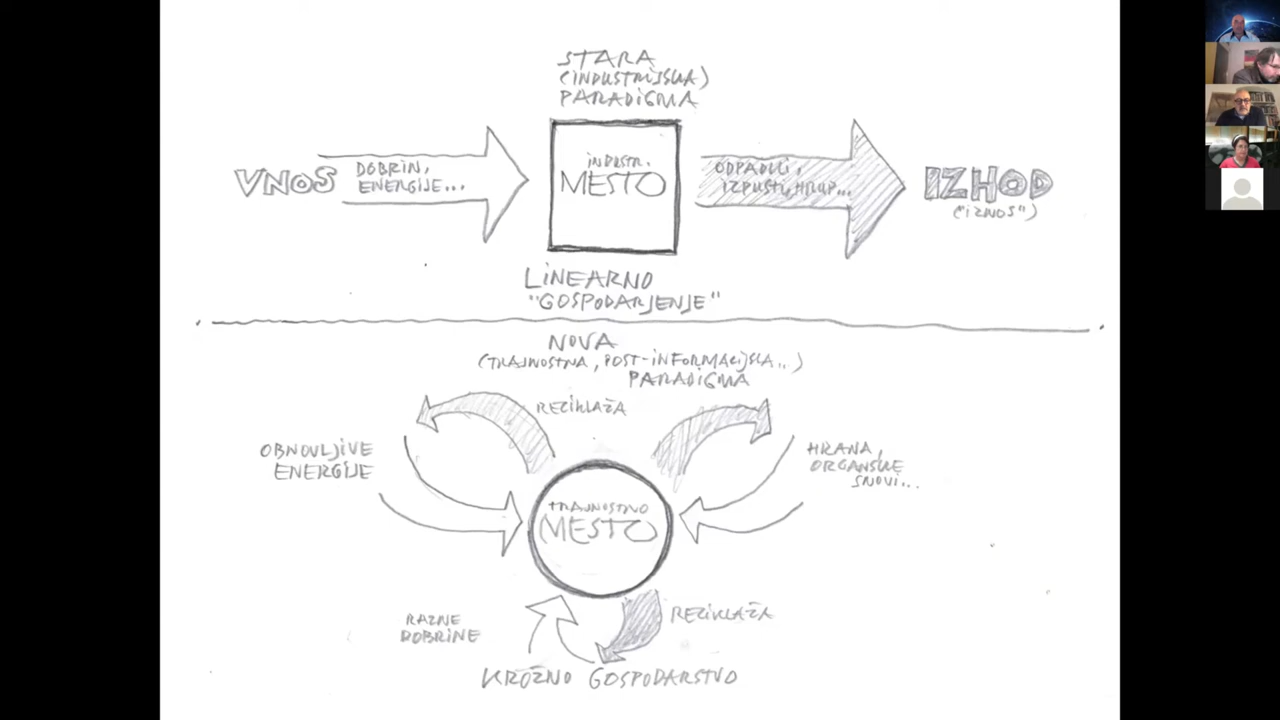 STARA
(INDUSTRIJSKA)
PARADIGMA
VNOS
DOBRIN,
ENERGIJE...
INDUSTR.
MESTO
ODPADKI,
IZPUSTI, HRUP...
IZHOD
("IZNOS")
LINEARNO
"GOSPODARJENJE"
NOVA
(TRAJNOSTNA, POST-INFORMACIJSKA...)
PARADIGMA
RECIKLAŽA
OBNOVLJIVE
ENERGIJE
HRANA,
ORGANSKE
SNOVI...
TRAJNOSTNO
MESTO
RAZNE
DOBRINE
RECIKLAŽA
KROŽNO GOSPODARSTVO